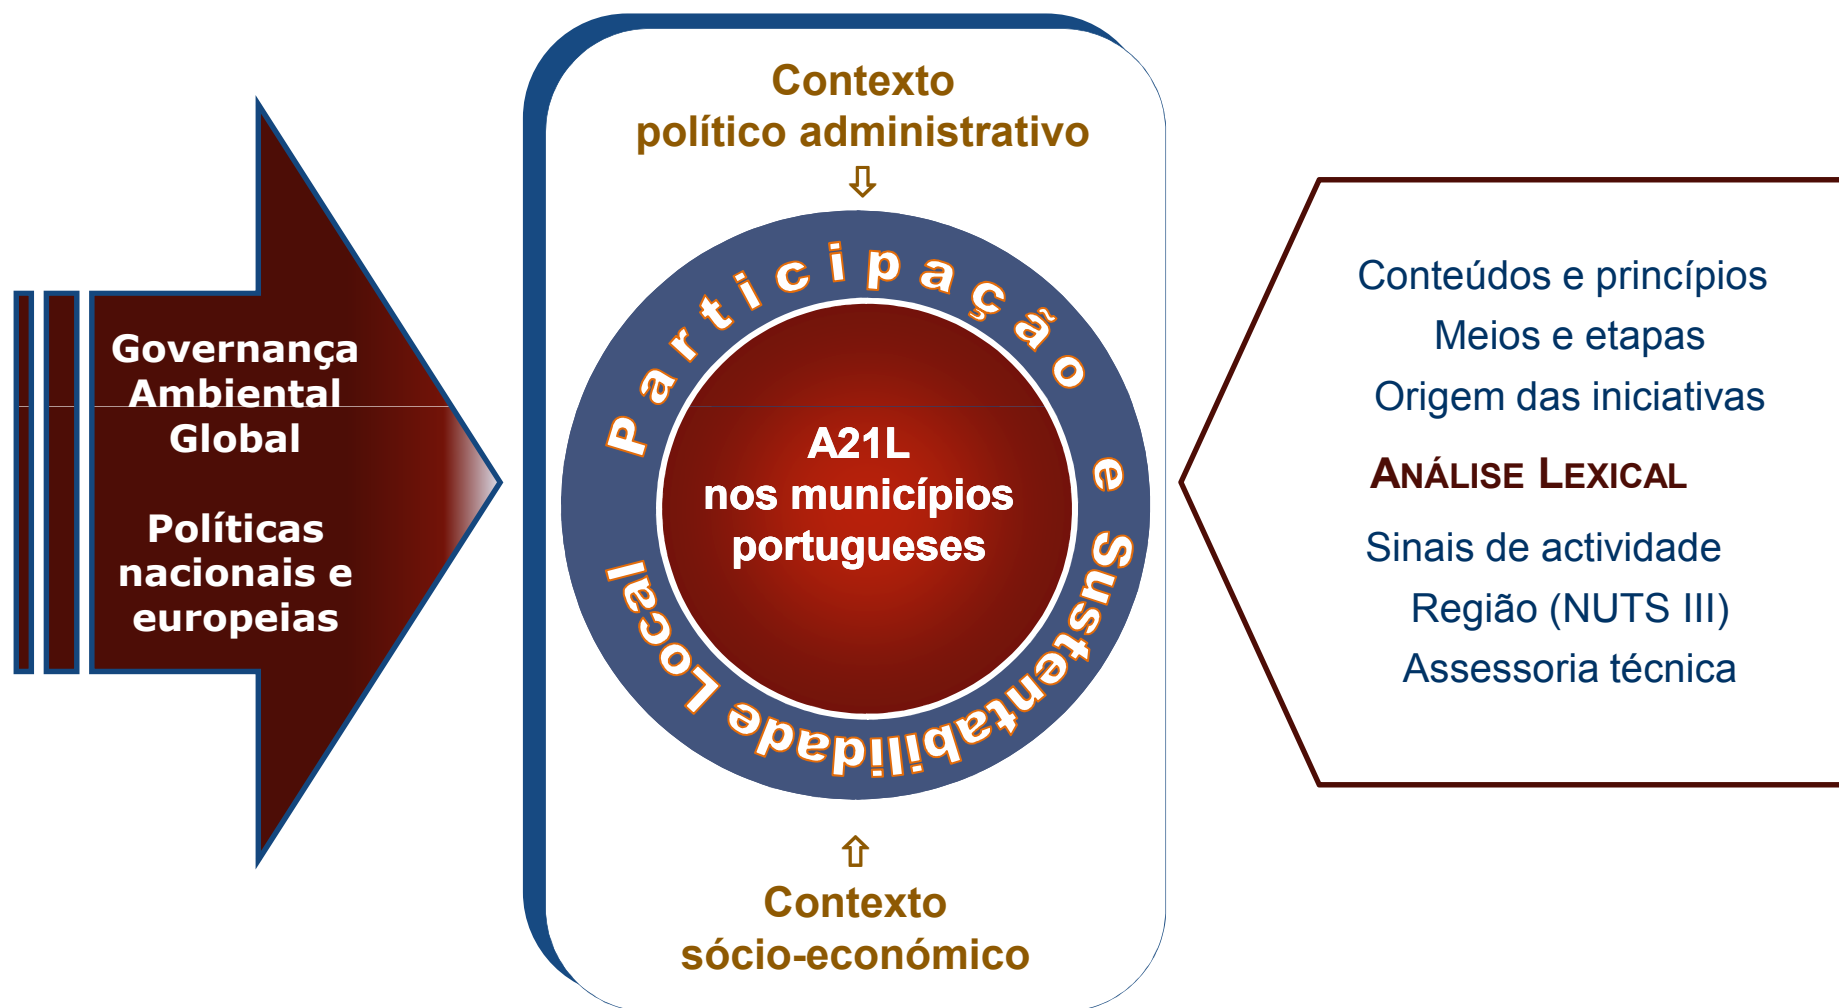 Governança
Ambiental
Global
Políticas
nacionais e
europeias
Contexto
político administrativo
⇩
Participação e Sustentabilidade Local
A21L
nos municípios
portugueses
⇧
Contexto
sócio-económico
Conteúdos e princípios
Meios e etapas
Origem das iniciativas
ANÁLISE LEXICAL
Sinais de actividade
Região (NUTS III)
Assessoria técnica